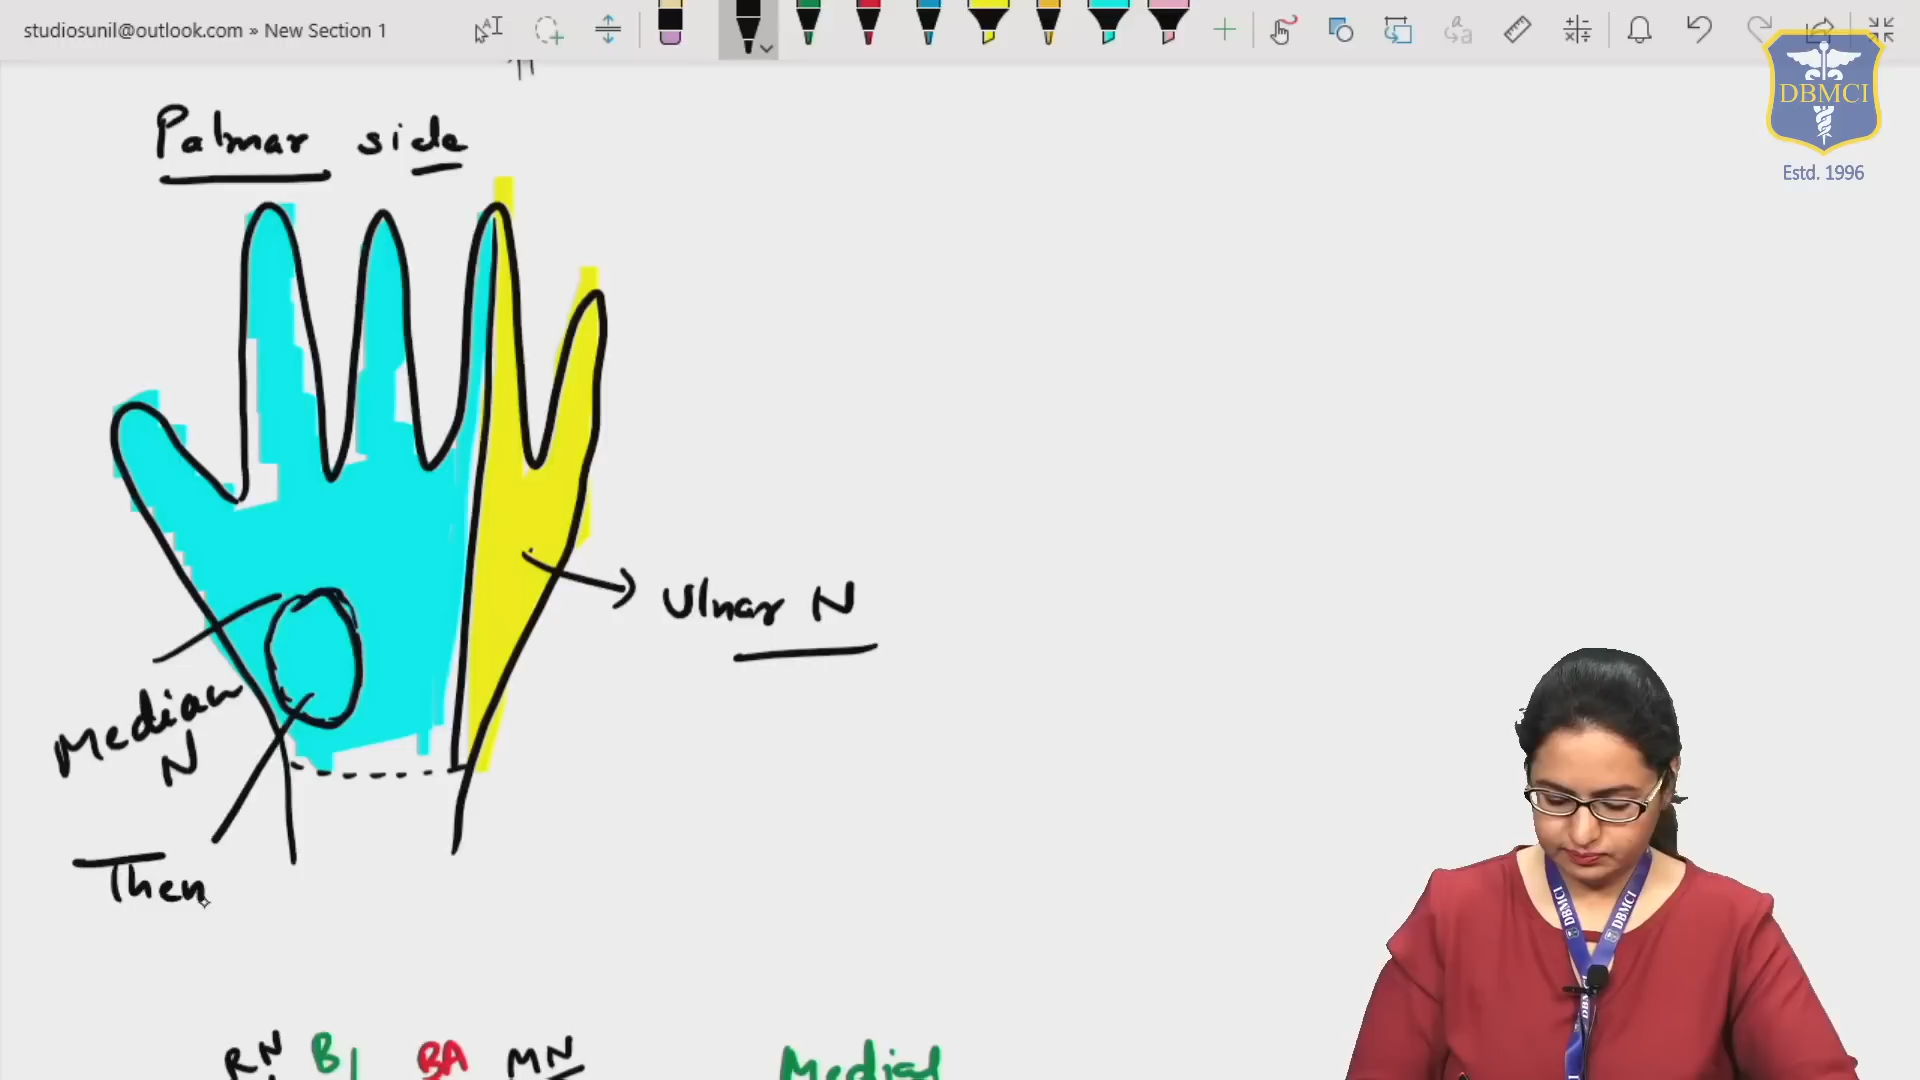 studiosunil@outlook.com » New Section 1
DBMCI
Estd. 1996
Palmar side
Ulnar N
Median
N
Then
RN B BA MN
Medial
DBMCI
DBMCI
DBMCI